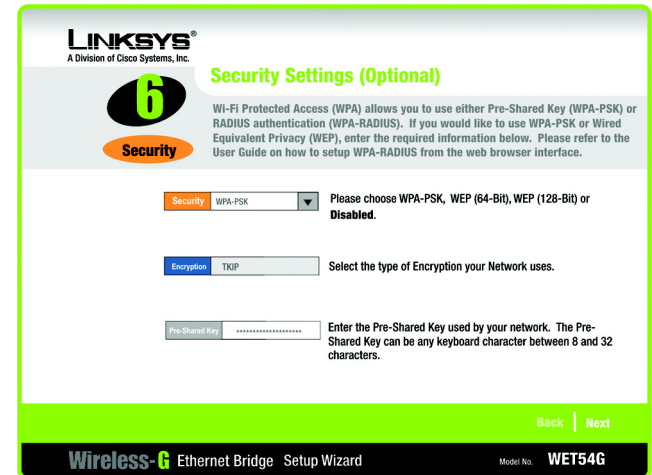 LINKSYS®
A Division of Cisco Systems, Inc.
6
Security
Security Settings (Optional)
Wi-Fi Protected Access (WPA) allows you to use either Pre-Shared Key (WPA-PSK) or
RADIUS authentication (WPA-RADIUS). If you would like to use WPA-PSK or Wired
Equivalent Privacy (WEP), enter the required information below. Please refer to the
User Guide on how to setup WPA-RADIUS from the web browser interface.
Security WPA-PSK
Please choose WPA-PSK, WEP (64-Bit), WEP (128-Bit) or
Disabled.
Encryption TKIP
Select the type of Encryption your Network uses.
Pre-Shared Key ********************
Enter the Pre-Shared Key used by your network. The Pre-
Shared Key can be any keyboard character between 8 and 32
characters.
Back | Next
Wireless-G Ethernet Bridge Setup Wizard
Model No. WET54G